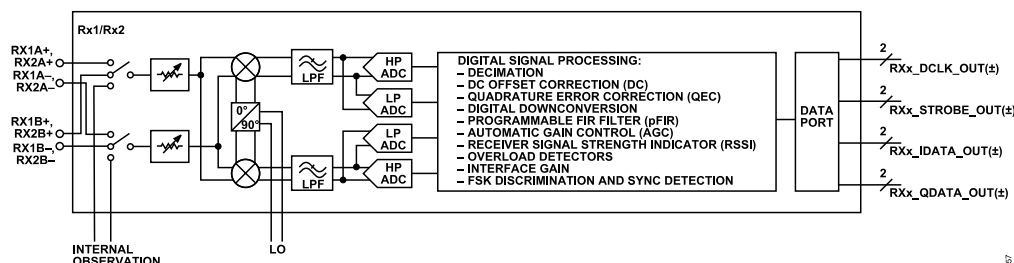 Rx1/Rx2
RX1A+,
RX2A+
RX1A–,
RX2A–
RX1B+,
RX2B+
RX1B–,
RX2B–
INTERNAL
OBSERVATION
LO
0°
90°
LPF
LPF
HP
ADC
LP
ADC
LP
ADC
HP
ADC
DIGITAL SIGNAL PROCESSING:
– DECIMATION
– DC OFFSET CORRECTION (DC)
– QUADRATURE ERROR CORRECTION (QEC)
– DIGITAL DOWNCONVERSION
– PROGRAMMABLE FIR FILTER (pFIR)
– AUTOMATIC GAIN CONTROL (AGC)
– RECEIVER SIGNAL STRENGTH INDICATOR (RSSI)
– OVERLOAD DETECTORS
– INTERFACE GAIN
– FSK DISCRIMINATION AND SYNC DETECTION
DATA
PORT
2
RXx_DCLK_OUT(±)
2
RXx_STROBE_OUT(±)
2
RXx_IDATA_OUT(±)
2
RXx_QDATA_OUT(±)